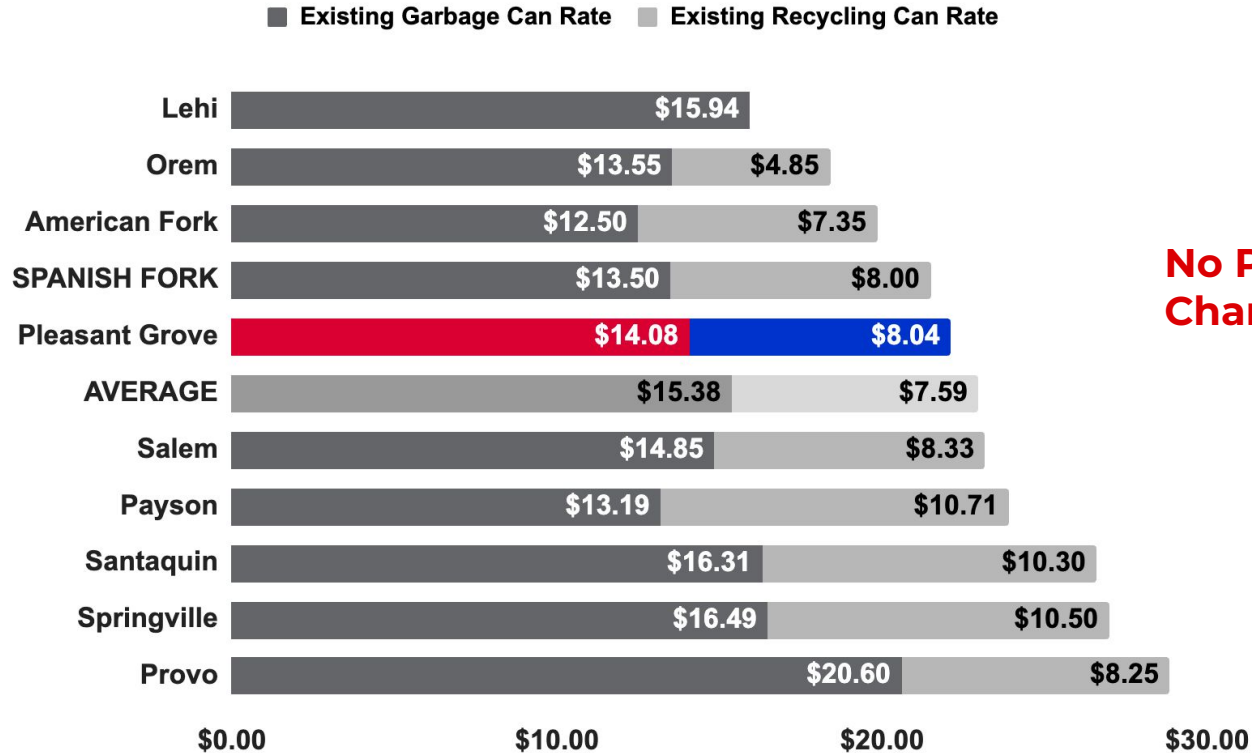 Existing Garbage Can Rate Existing Recycling Can Rate
Lehi $15.94
Orem $13.55 $4.85
American Fork $12.50 $7.35
SPANISH FORK $13.50 $8.00
Pleasant Grove $14.08 $8.04
AVERAGE $15.38 $7.59
Salem $14.85 $8.33
Payson $13.19 $10.71
Santaquin $16.31 $10.30
Springville $16.49 $10.50
Provo $20.60 $8.25
$0.00 $10.00 $20.00 $30.00
No